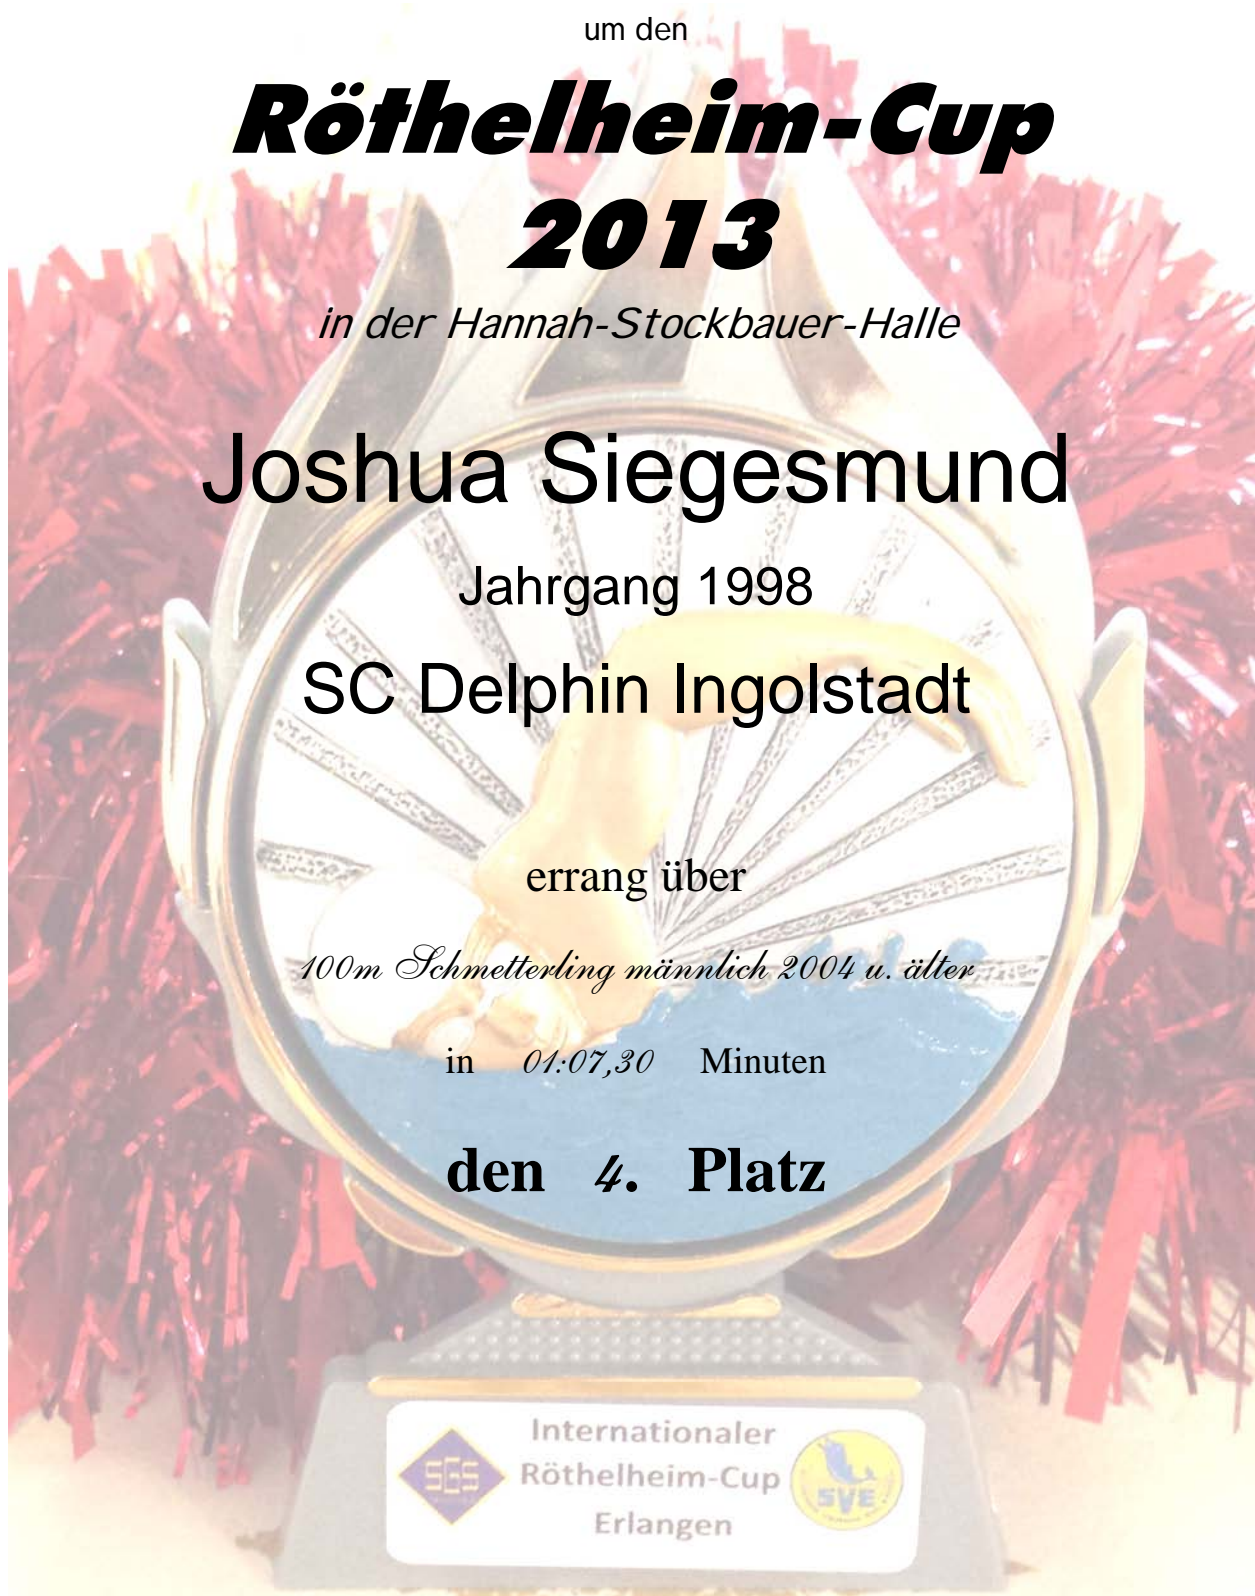 um den
Röthelheim-Cup
2013
in der Hannah-Stockbauer-Halle
Joshua Siegesmund
Jahrgang 1998
SC Delphin Ingolstadt
errang über
100m Schmetterling männlich 2004 u. älter
in 01:07,30 Minuten
den 4. Platz
Internationaler
Röthelheim-Cup
Erlangen
SGS
SVE